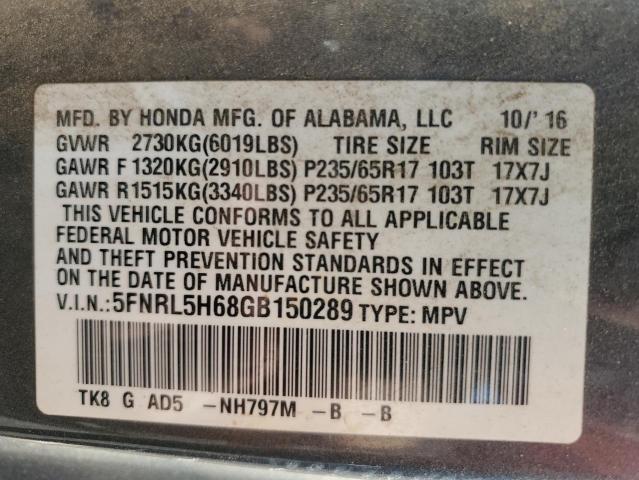 MFD. BY HONDA MFG. OF ALABAMA, LLC 10/' 16
GVWR 2730KG(6019LBS) TIRE SIZE RIM SIZE
GAWR F 1320KG(2910LBS) P235/65R17 103T 17X7J
GAWR R1515KG(3340LBS) P235/65R17 103T 17X7J
THIS VEHICLE CONFORMS TO ALL APPLICABLE
FEDERAL MOTOR VEHICLE SAFETY
AND THEFT PREVENTION STANDARDS IN EFFECT
ON THE DATE OF MANUFACTURE SHOWN ABOVE.
V.I.N.:5FNRL5H68GB150289 TYPE: MPV
TK8 G AD5 -NH797M -B -B